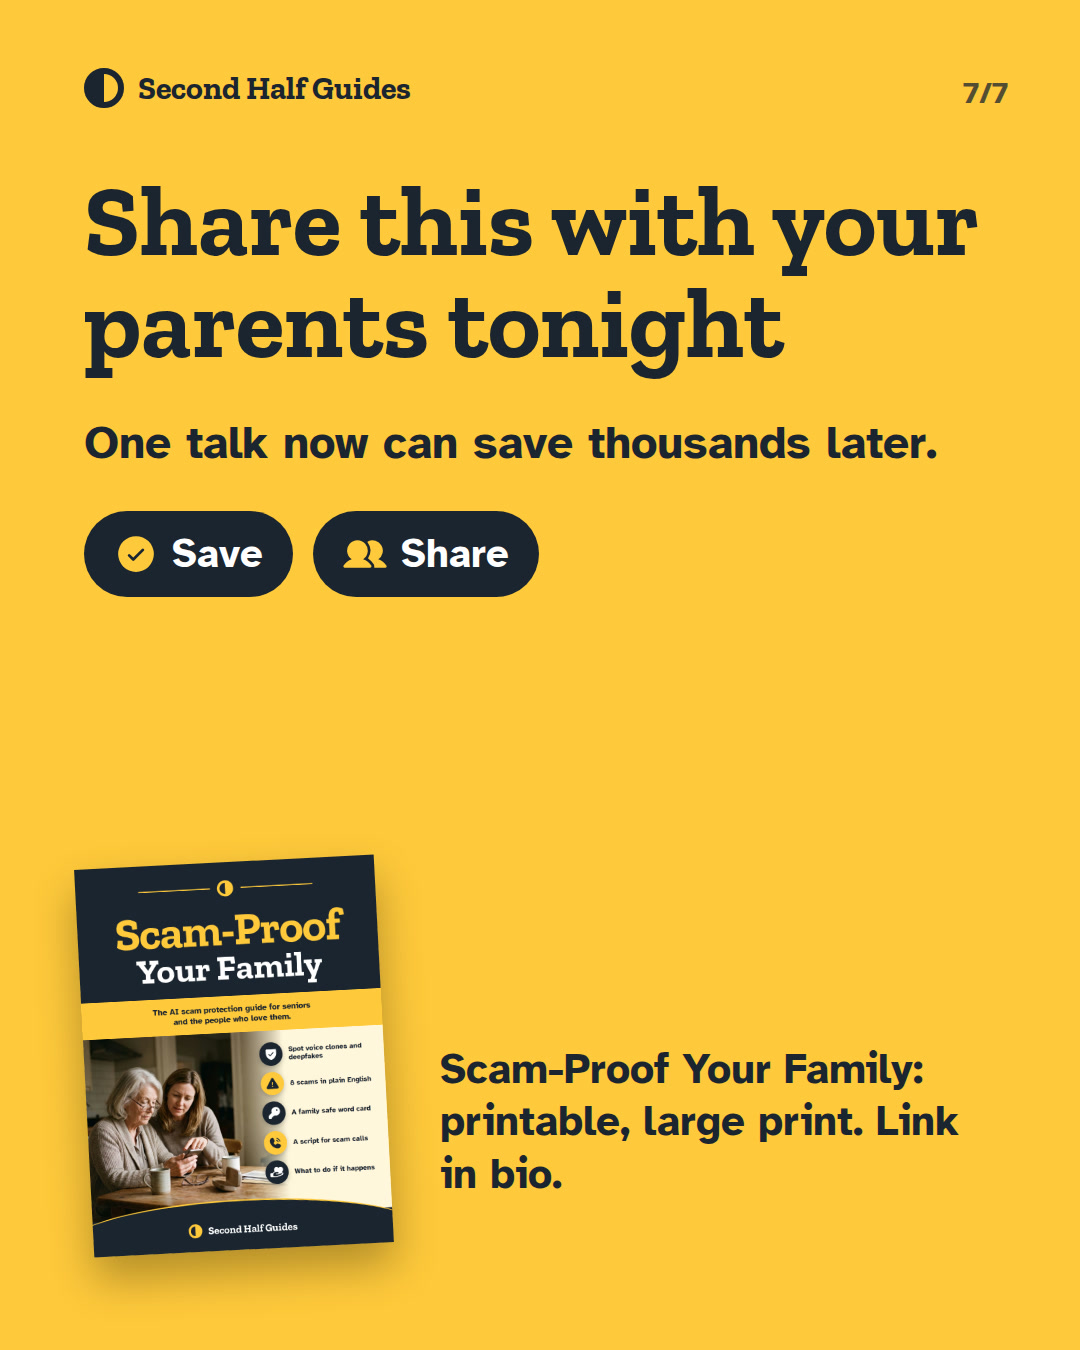 Second Half Guides
7/7
Share this with your
parents tonight
One talk now can save thousands later.
Save
Share
Scam-Proof
Your Family
The AI scam protection guide for seniors
and the people who love them.
Spot voice clones and
deepfakes
8 scams in plain English
A family safe word card
A script for scam calls
What to do if it happens
Second Half Guides
Scam-Proof Your Family:
printable, large print. Link
in bio.